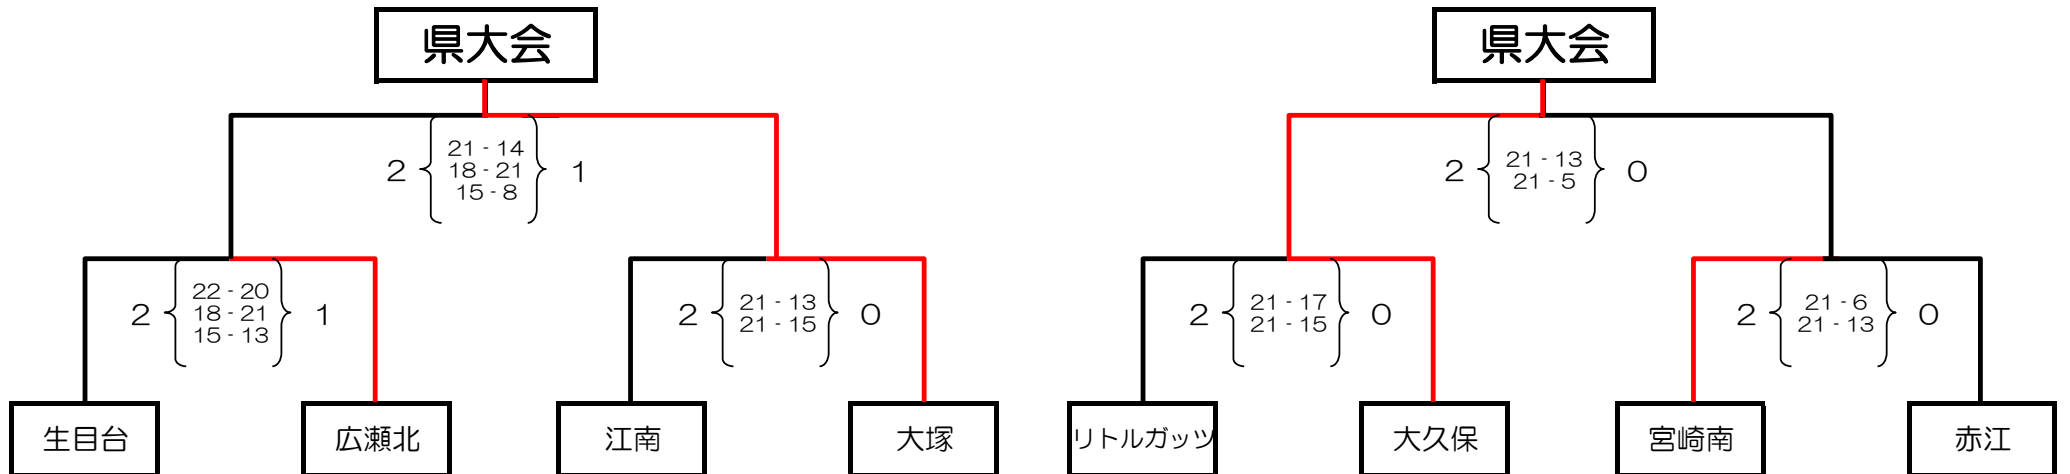 県大会
県大会
2 21 - 14 1
18 - 21
15 - 8
2 21 - 13 0
21 - 5
2 22 - 20 1
18 - 21
15 - 13
2 21 - 13 0
21 - 15
2 21 - 17 0
21 - 15
2 21 - 6 0
21 - 13
生目台
広瀬北
江南
大塚
リトルガッツ
大久保
宮崎南
赤江